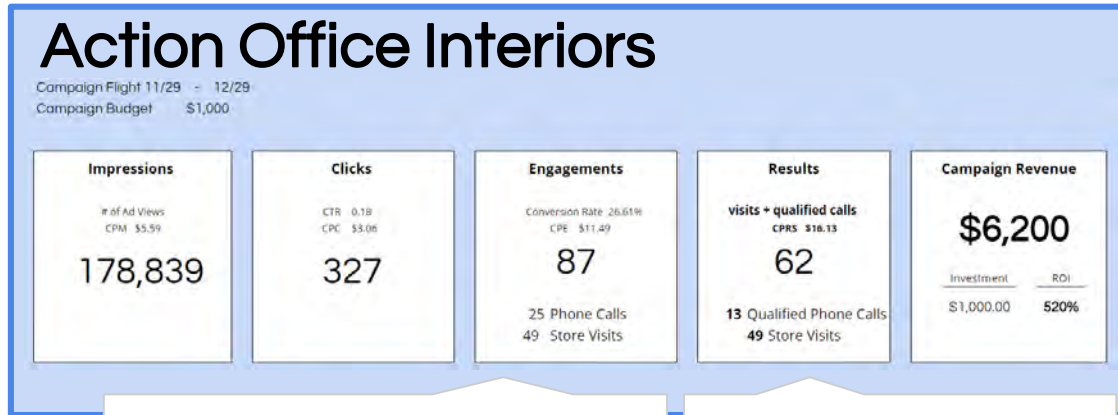 Action Office Interiors
Campaign Flight 11/29 - 12/29
Campaign Budget $1,000
Impressions
# of Ad Views
CPM $5.59
178,839
Clicks
CTR 0.18
CPC $3.06
327
Engagements
Conversion Rate 26.61%
CPE $11.49
87
25 Phone Calls
49 Store Visits
Results
visits + qualified calls
CPRS $16.13
62
13 Qualified Phone Calls
49 Store Visits
Campaign Revenue
$6,200
Investment ROI
$1,000.00 520%